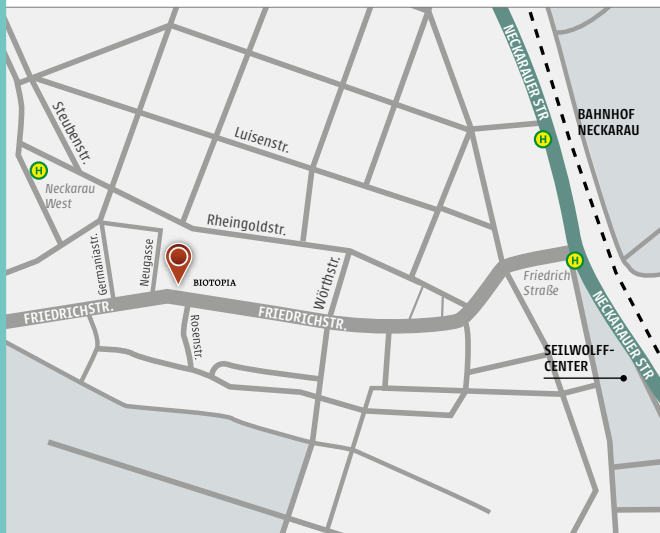 NECKARAUER STR
BAHNHOF
NECKARAU
H
Steubenstr.
Luisenstr.
H
Neckarau
West
Rheingoldstr.
Germaniastr.
Neugasse
Wörthstr.
H
Friedrich
Straße
BIOTOPIA
FRIEDRICHSTR.
FRIEDRICHSTR.
Rosenstr.
NECKARAUER STR
SEILWOLFF-
CENTER